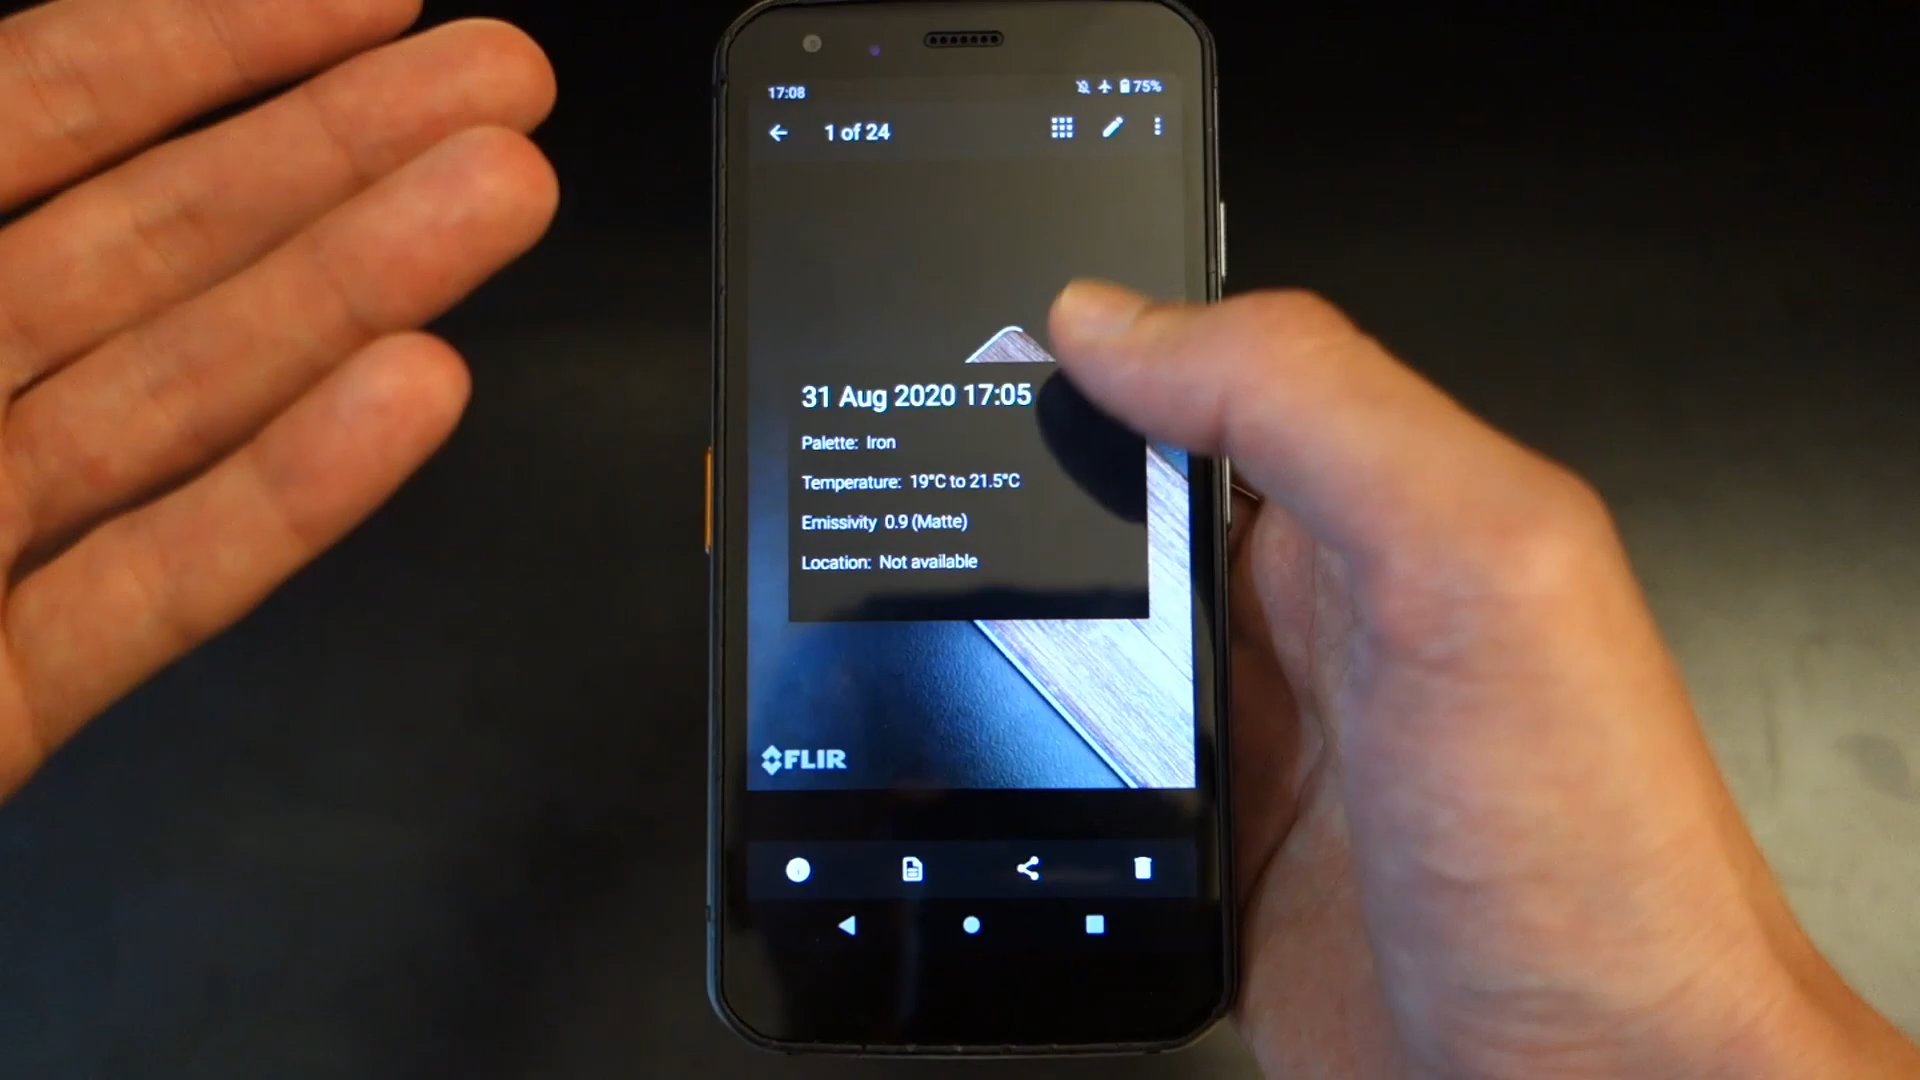 17:08
75%
1 of 24
31 Aug 2020 17:05
Palette: Iron
Temperature: 19°C to 21.5°C
Emissivity 0.9 (Matte)
Location: Not available
FLIR